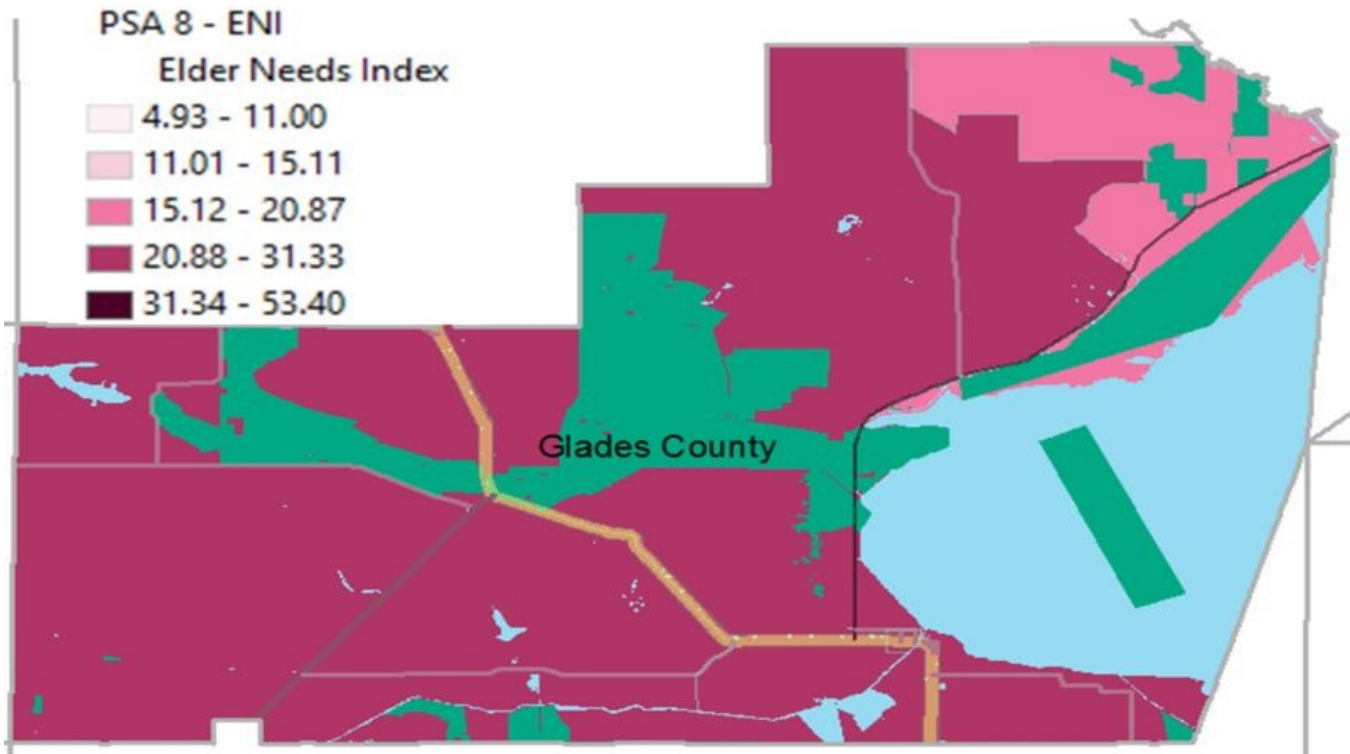 PSA 8 - ENI
Elder Needs Index
4.93 - 11.00
11.01 - 15.11
15.12 - 20.87
20.88 - 31.33
31.34 - 53.40
Glades County